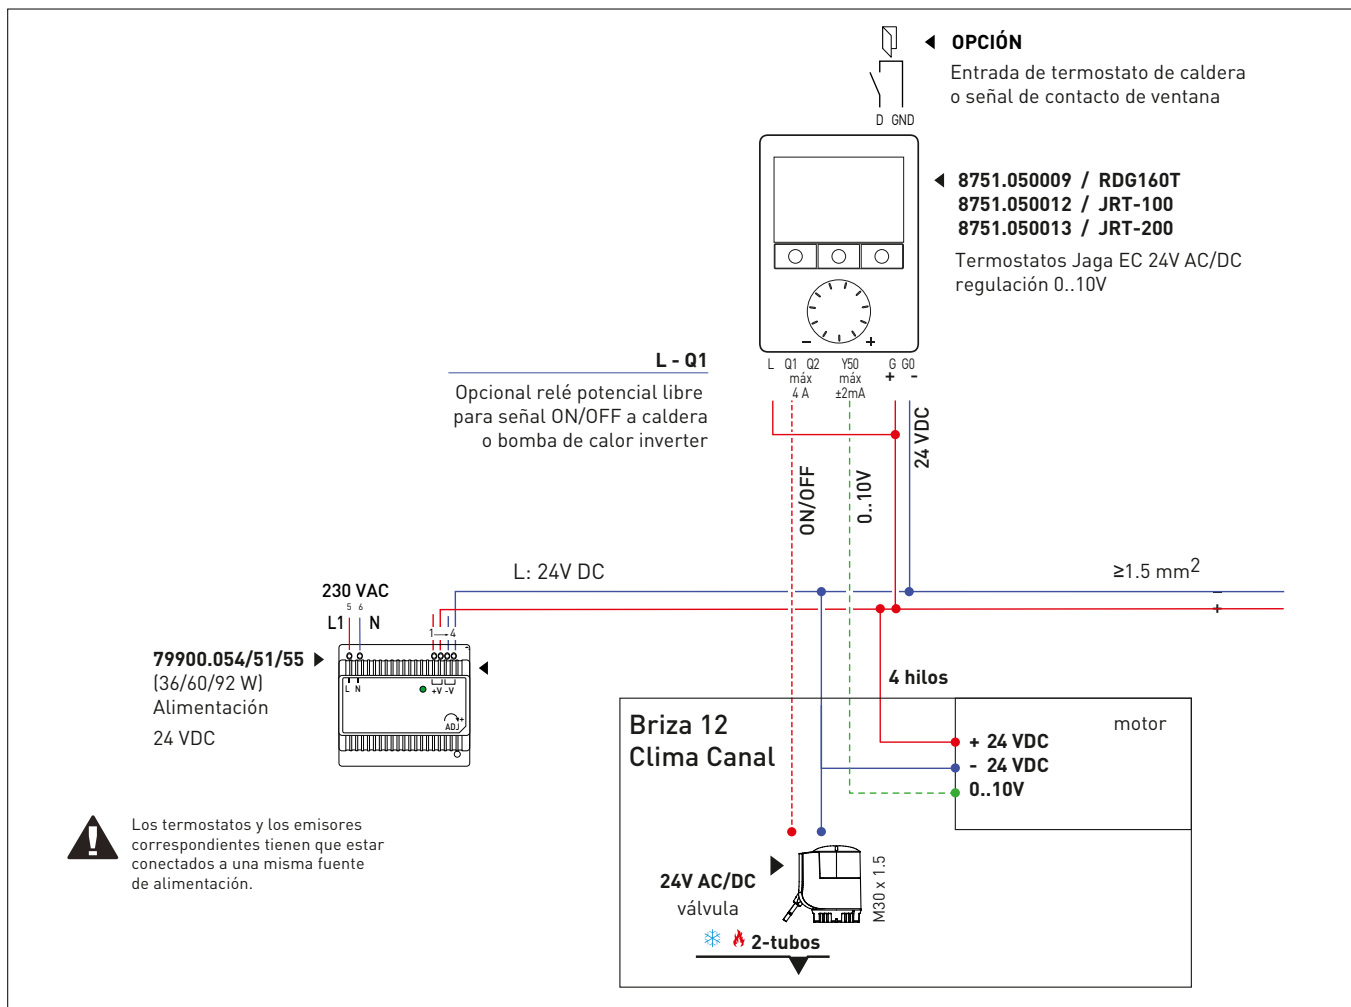 OPCIÓN
Entrada de termostato de caldera
o señal de contacto de ventana
D GND
8751.050009 / RDG160T
8751.050012 / JRT-100
8751.050013 / JRT-200
Termostatos Jaga EC 24V AC/DC
regulación 0..10V
- +
L - Q1
Opcional relé potencial libre
para señal ON/OFF a caldera
o bomba de calor inverter
L Q1 Q2 Y50 G G0
máx máx + -
4 A ±2mA
24 VDC
ON/OFF
0..10V
L: 24V DC
≥1.5 mm2
-
+
230 VAC
5 6
L1 N
1 4
79900.054/51/55
(36/60/92 W)
Alimentación
24 VDC
L N
+V -V
+
ADJ
4 hilos
Briza 12
Clima Canal
motor
+ 24 VDC
- 24 VDC
0..10V
Los termostatos y los emisores
correspondientes tienen que estar
conectados a una misma fuente
de alimentación.
24V AC/DC
válvula
M30 x 1.5
2-tubos